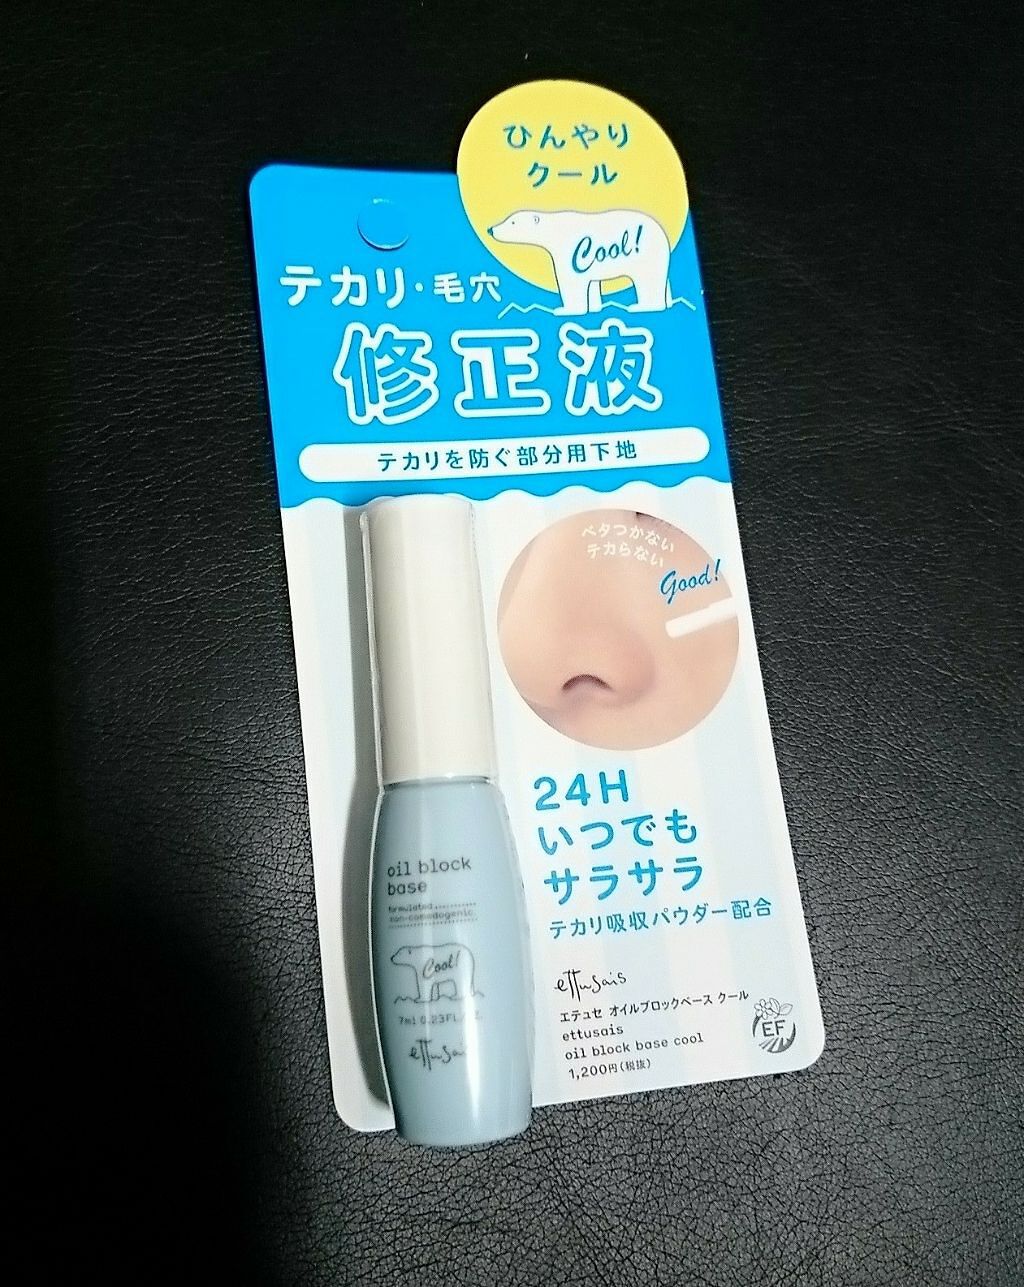 ひんやり
クール
Cool!
テカリ・毛穴
修正液
テカリを防ぐ部分用下地
ベタつかない
テカらない
Good!
24H
いつでも
サラサラ
テカリ吸収パウダー配合
ettusais
エテュセ オイルブロックベース クール
ettusais
oil block base cool
1,200円(税抜)
EF
oil block
base
formulated
non-comedogenic
Cool!
7ml 0.23FL
ettusais